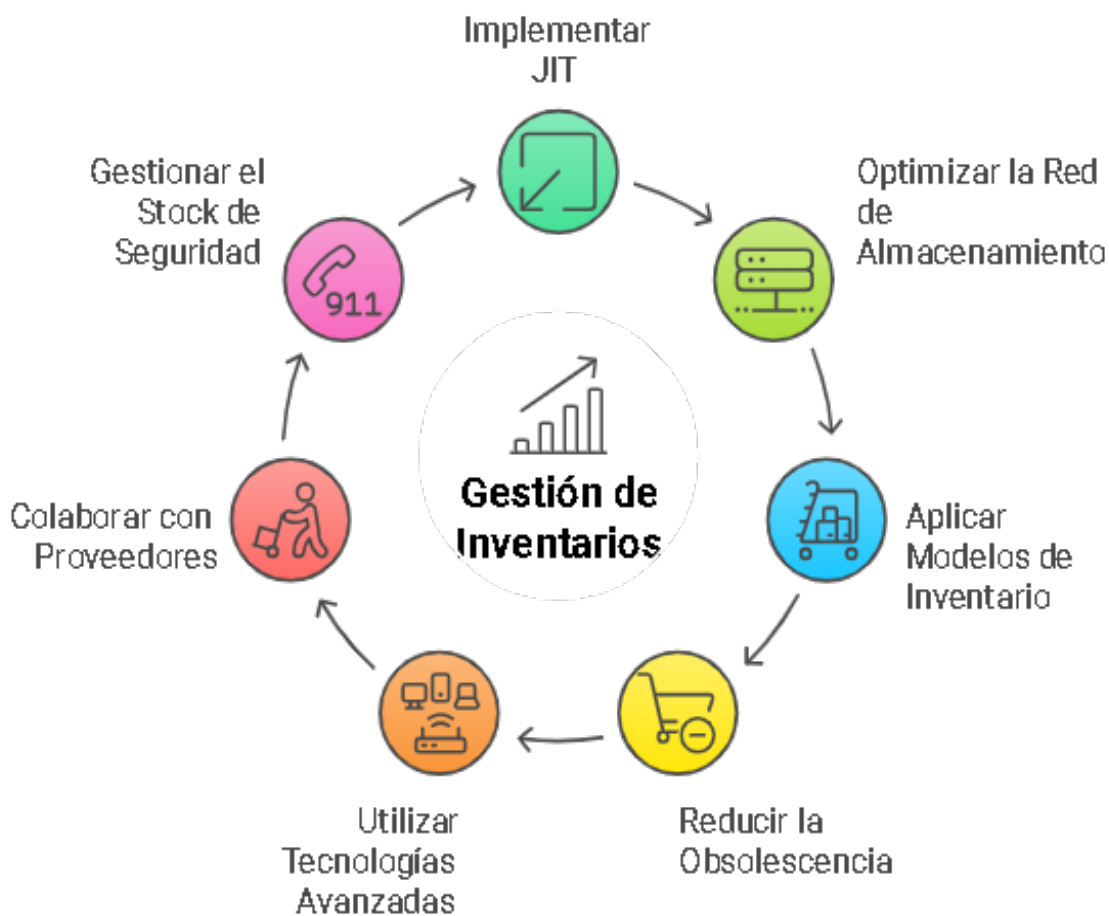 Implementar
JIT
Optimizar la Red
de
Almacenamiento
Aplicar
Modelos de
Inventario
Reducir la
Obsolescencia
Utilizar
Tecnologías
Avanzadas
Colaborar con
Proveedores
Gestionar el
Stock de
Seguridad
911
Gestión de
Inventarios